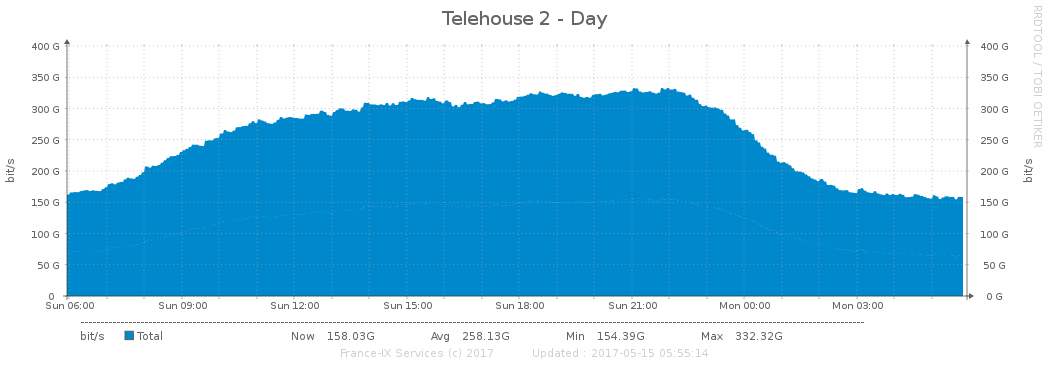 Telehouse 2 - Day
RRDTOOL / TOBI OETIKER
400 G 400 G
350 G 350 G
300 G 300 G
250 G 250 G
200 G 200 G
150 G 150 G
100 G 100 G
50 G 50 G
0 0 G
bit/s bit/s
Sun 06:00 Sun 09:00 Sun 12:00 Sun 15:00 Sun 18:00 Sun 21:00 Mon 00:00 Mon 03:00
bit/s Total Now 158.03G Avg 258.13G Min 154.39G Max 332.32G
France-IX Services (c) 2017 Updated : 2017-05-15 05:55:14